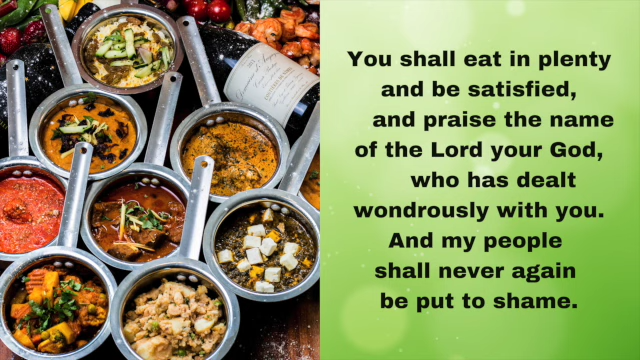 You shall eat in plenty
and be satisfied,
and praise the name
of the Lord your God,
who has dealt
wondrously with you.
And my people
shall never again
be put to shame.